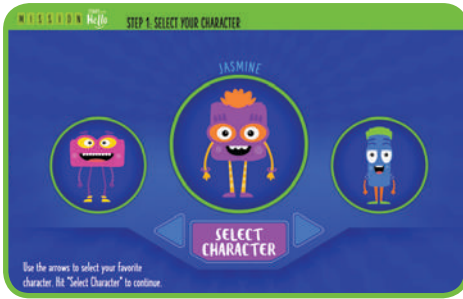 MISSION Hello STEP 1: SELECT YOUR CHARACTER
JASMINE
SELECT
CHARACTER
Use the arrows to select your favorite
character. Hit "Select Character" to continue.